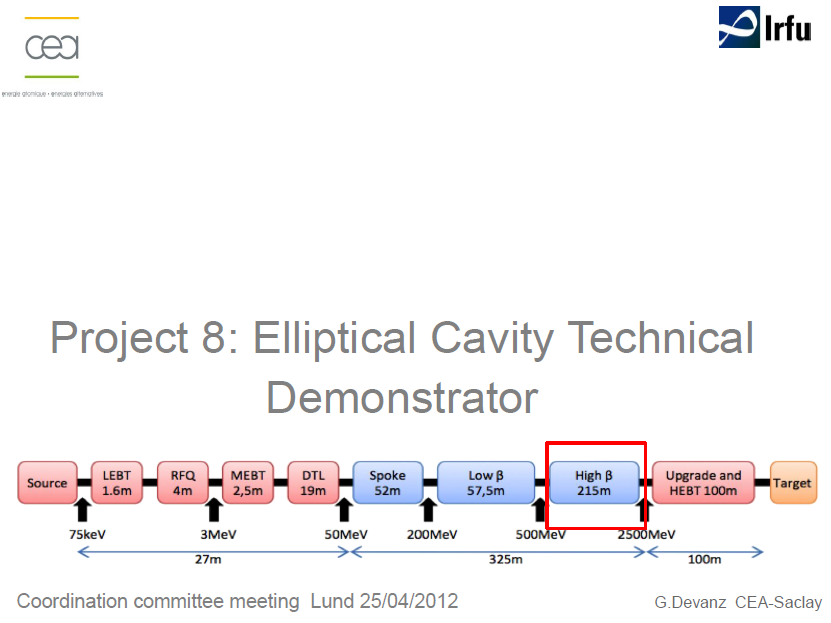 cea
énergie atomique • énergies alternatives
Irfu
Project 8: Elliptical Cavity Technical
Demonstrator
Source
LEBT
1.6m
RFQ
4m
MEBT
2,5m
DTL
19m
Spoke
52m
Low β
57,5m
High β
215m
Upgrade and
HEBT 100m
Target
75keV
3MeV
50MeV
200MeV
500MeV
2500MeV
27m
325m
100m
Coordination committee meeting Lund 25/04/2012
G.Devanz CEA-Saclay